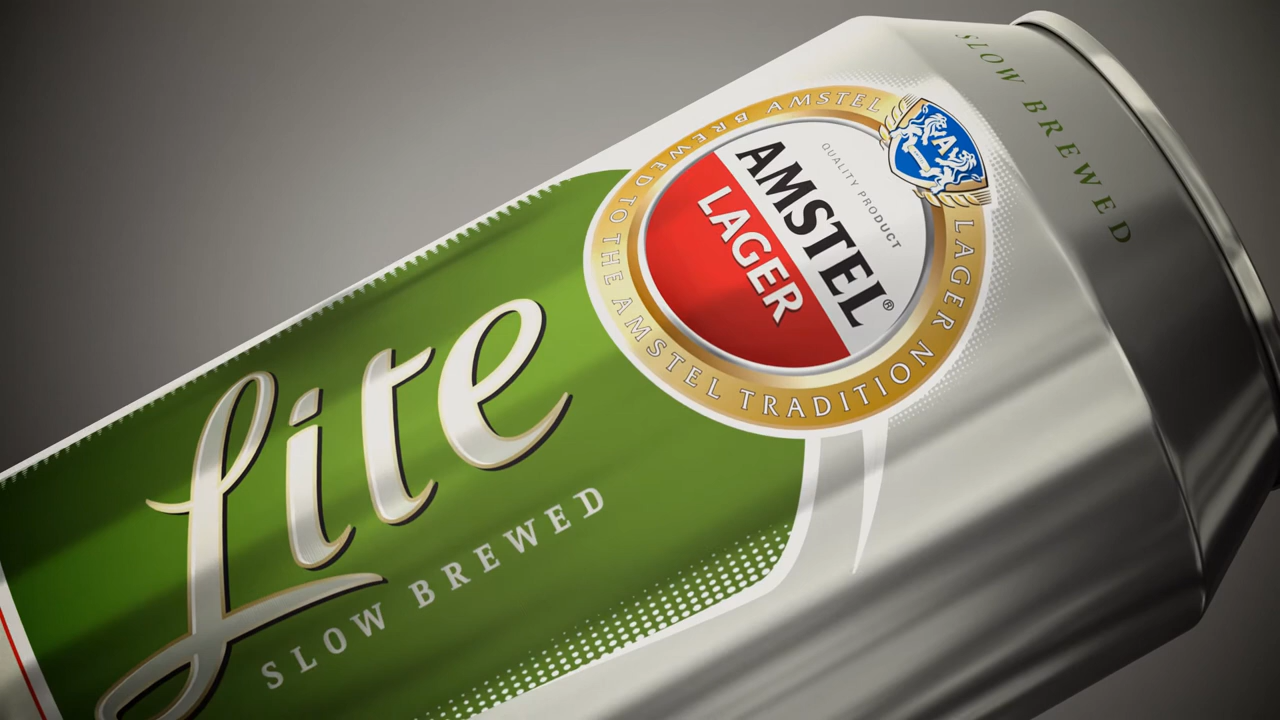 SLOW BREWED
AMSTEL LAGER
BREWED TO THE AMSTEL TRADITION
A
QUALITY PRODUCT
AMSTEL®
LAGER
Lite
SLOW BREWED